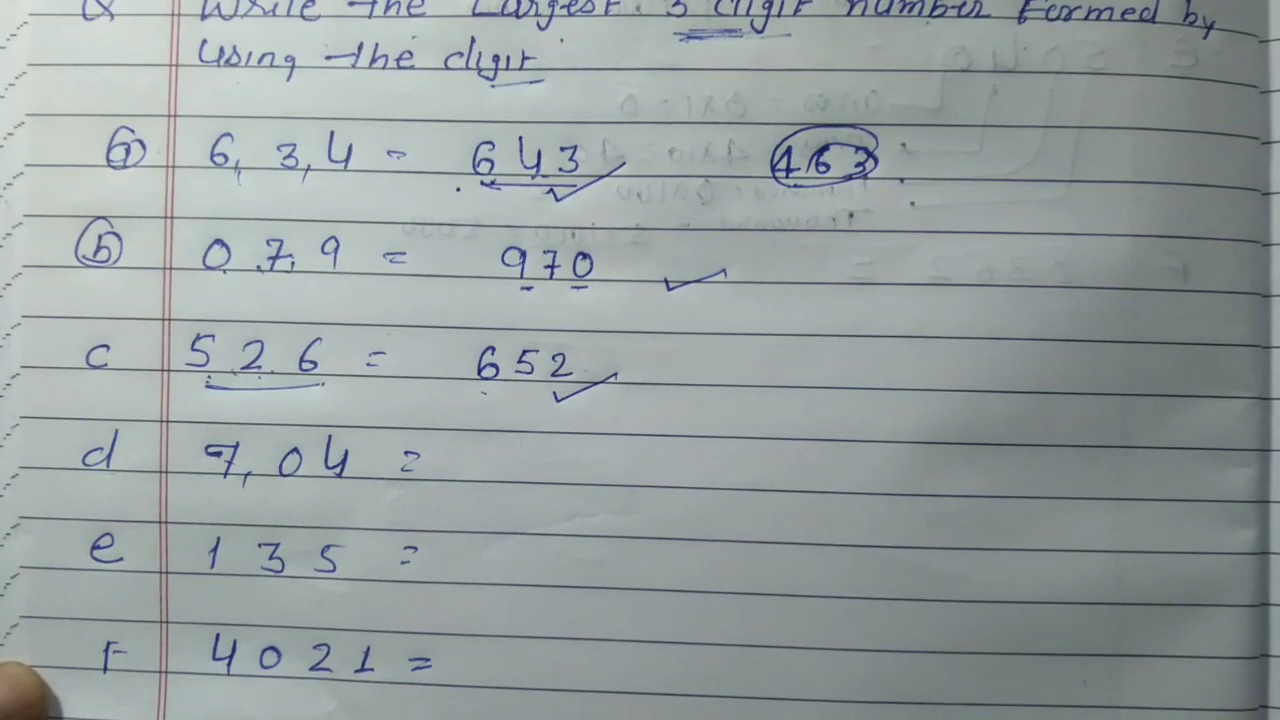 Q Write the Largest 3 digit number formed by
using the digit
a 6, 3, 4 = 643 463
b 0, 7, 9 = 970
c 5 2 6 = 652
d 7, 0 4 =
e 1 3 5 =
F 4 0 2 1 =